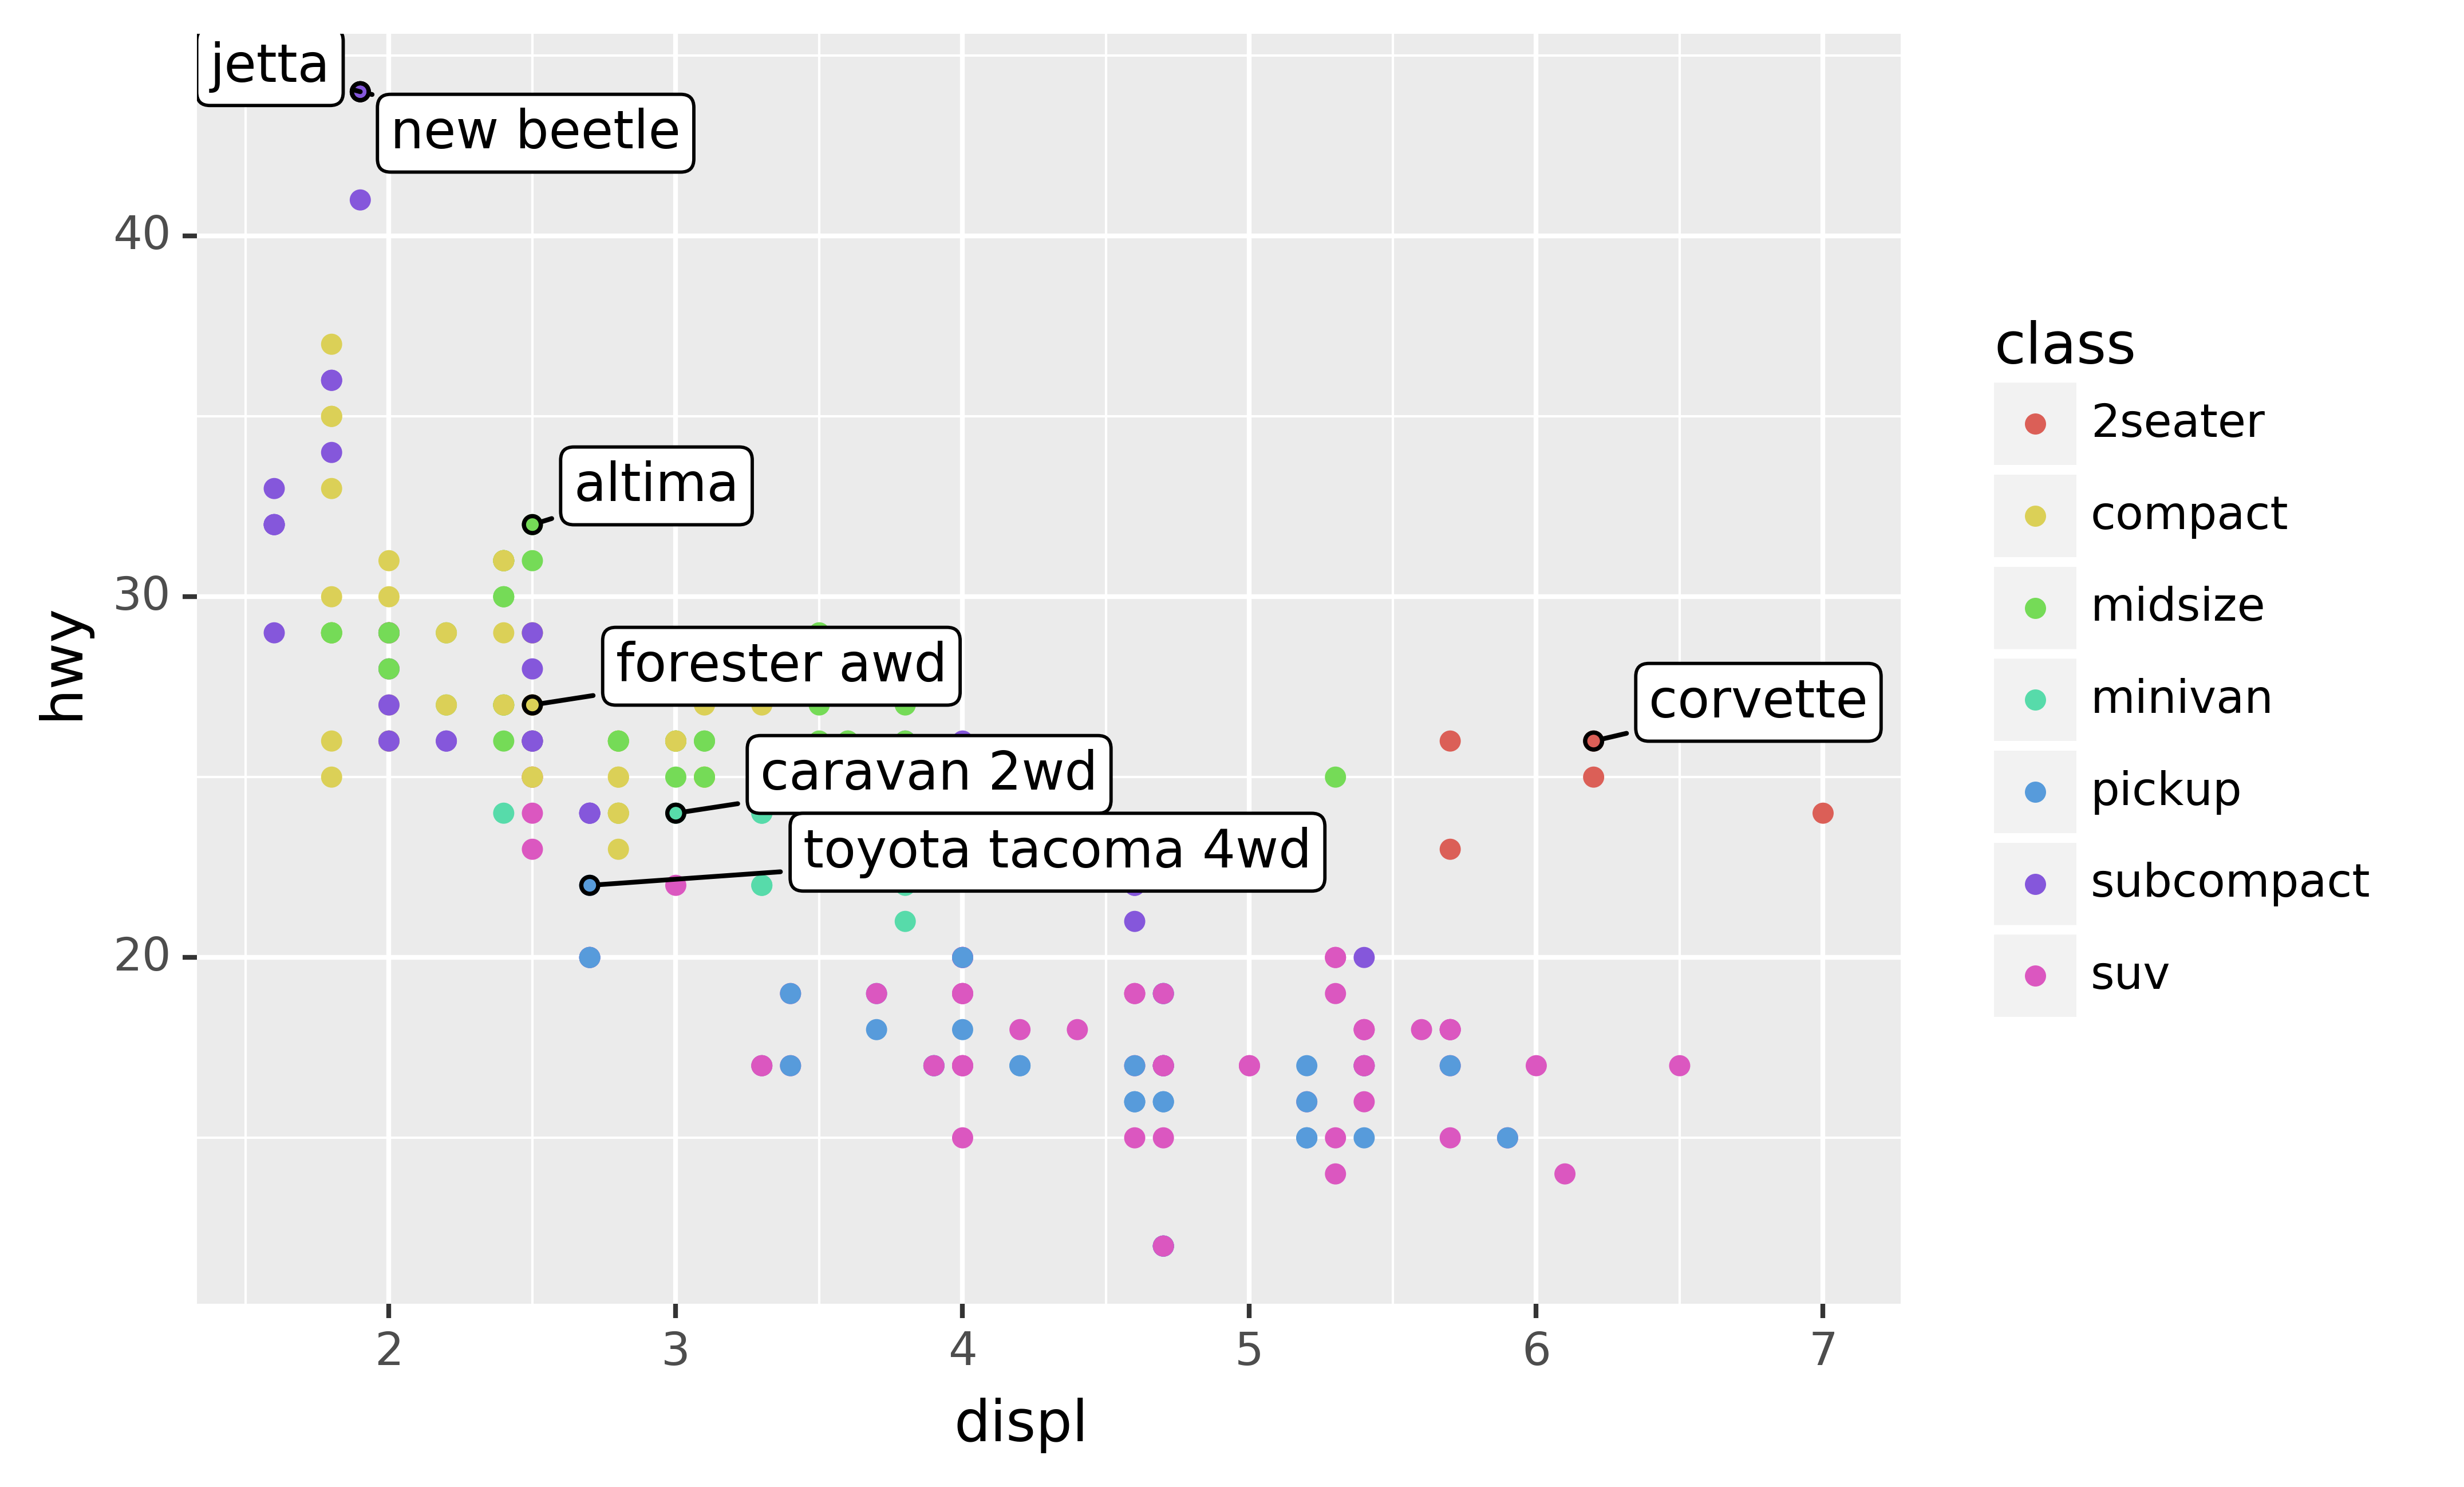 jetta
new beetle
40
altima
30
forester awd
corvette
caravan 2wd
toyota tacoma 4wd
20
hwy
2
3
4
5
6
7
displ
class
2seater
compact
midsize
minivan
pickup
subcompact
suv